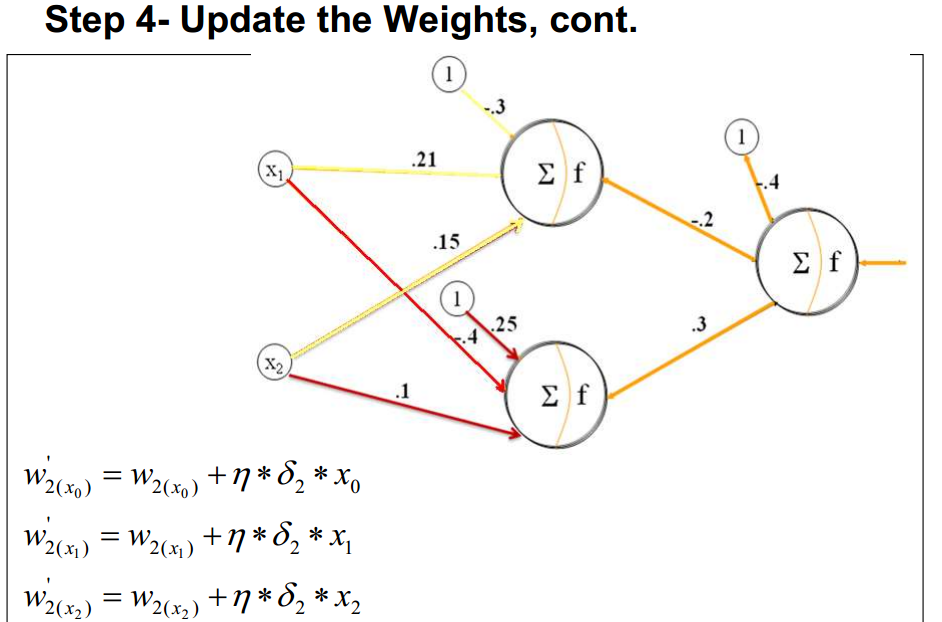 Step 4- Update the Weights, cont.
1
-.3
1
x₁
.21
Σ f
-.4
-.2
.15
Σ f
1
.25
-.4
.3
x₂
.1
Σ f
w'₂(x₀) = w₂(x₀) + η * δ₂ * x₀
w'₂(x₁) = w₂(x₁) + η * δ₂ * x₁
w'₂(x₂) = w₂(x₂) + η * δ₂ * x₂